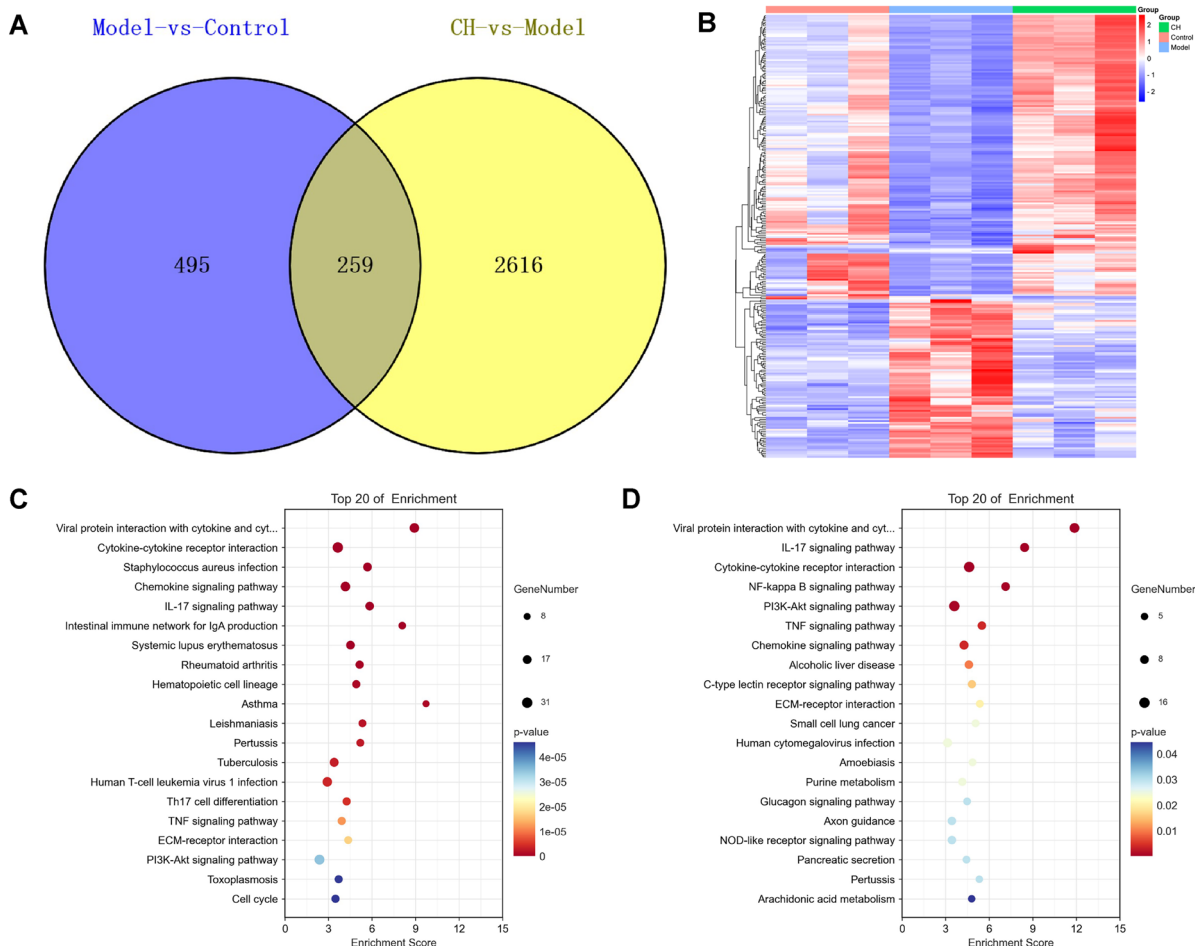 A
Model-vs-Control
CH-vs-Model
495
259
2616
B
Group
2
1
0
-1
-2
Group
CH
Control
Model
C
Top 20 of Enrichment
Viral protein interaction with cytokine and cyt...
Cytokine-cytokine receptor interaction
Staphylococcus aureus infection
Chemokine signaling pathway
IL-17 signaling pathway
Intestinal immune network for IgA production
Systemic lupus erythematosus
Rheumatoid arthritis
Hematopoietic cell lineage
Asthma
Leishmaniasis
Pertussis
Tuberculosis
Human T-cell leukemia virus 1 infection
Th17 cell differentiation
TNF signaling pathway
ECM-receptor interaction
PI3K-Akt signaling pathway
Toxoplasmosis
Cell cycle
0 3 6 9 12 15
Enrichment Score
GeneNumber
8
17
31
p-value
4e-05
3e-05
2e-05
1e-05
0
D
Top 20 of Enrichment
Viral protein interaction with cytokine and cyt...
IL-17 signaling pathway
Cytokine-cytokine receptor interaction
NF-kappa B signaling pathway
PI3K-Akt signaling pathway
TNF signaling pathway
Chemokine signaling pathway
Alcoholic liver disease
C-type lectin receptor signaling pathway
ECM-receptor interaction
Small cell lung cancer
Human cytomegalovirus infection
Amoebiasis
Purine metabolism
Glucagon signaling pathway
Axon guidance
NOD-like receptor signaling pathway
Pancreatic secretion
Pertussis
Arachidonic acid metabolism
0 3 6 9 12 15
Enrichment Score
GeneNumber
5
8
16
p-value
0.04
0.03
0.02
0.01